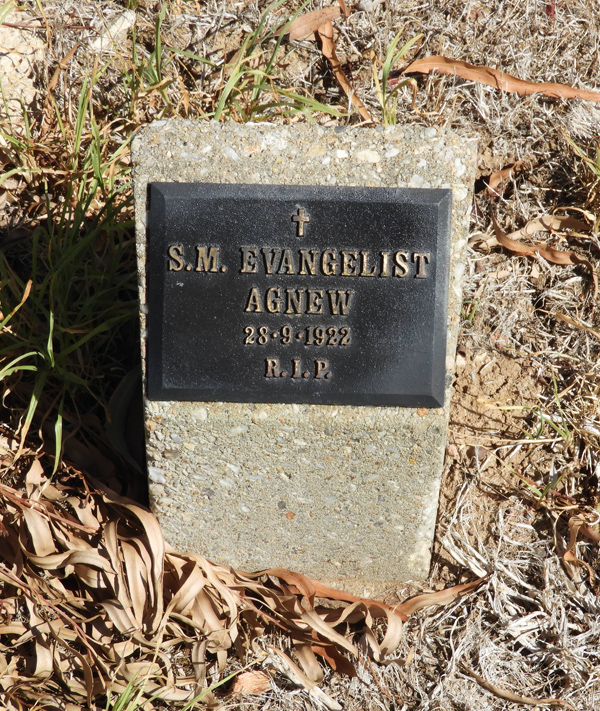 S.M. EVANGELIST
AGNEW
28·9·1922
R.I.P.